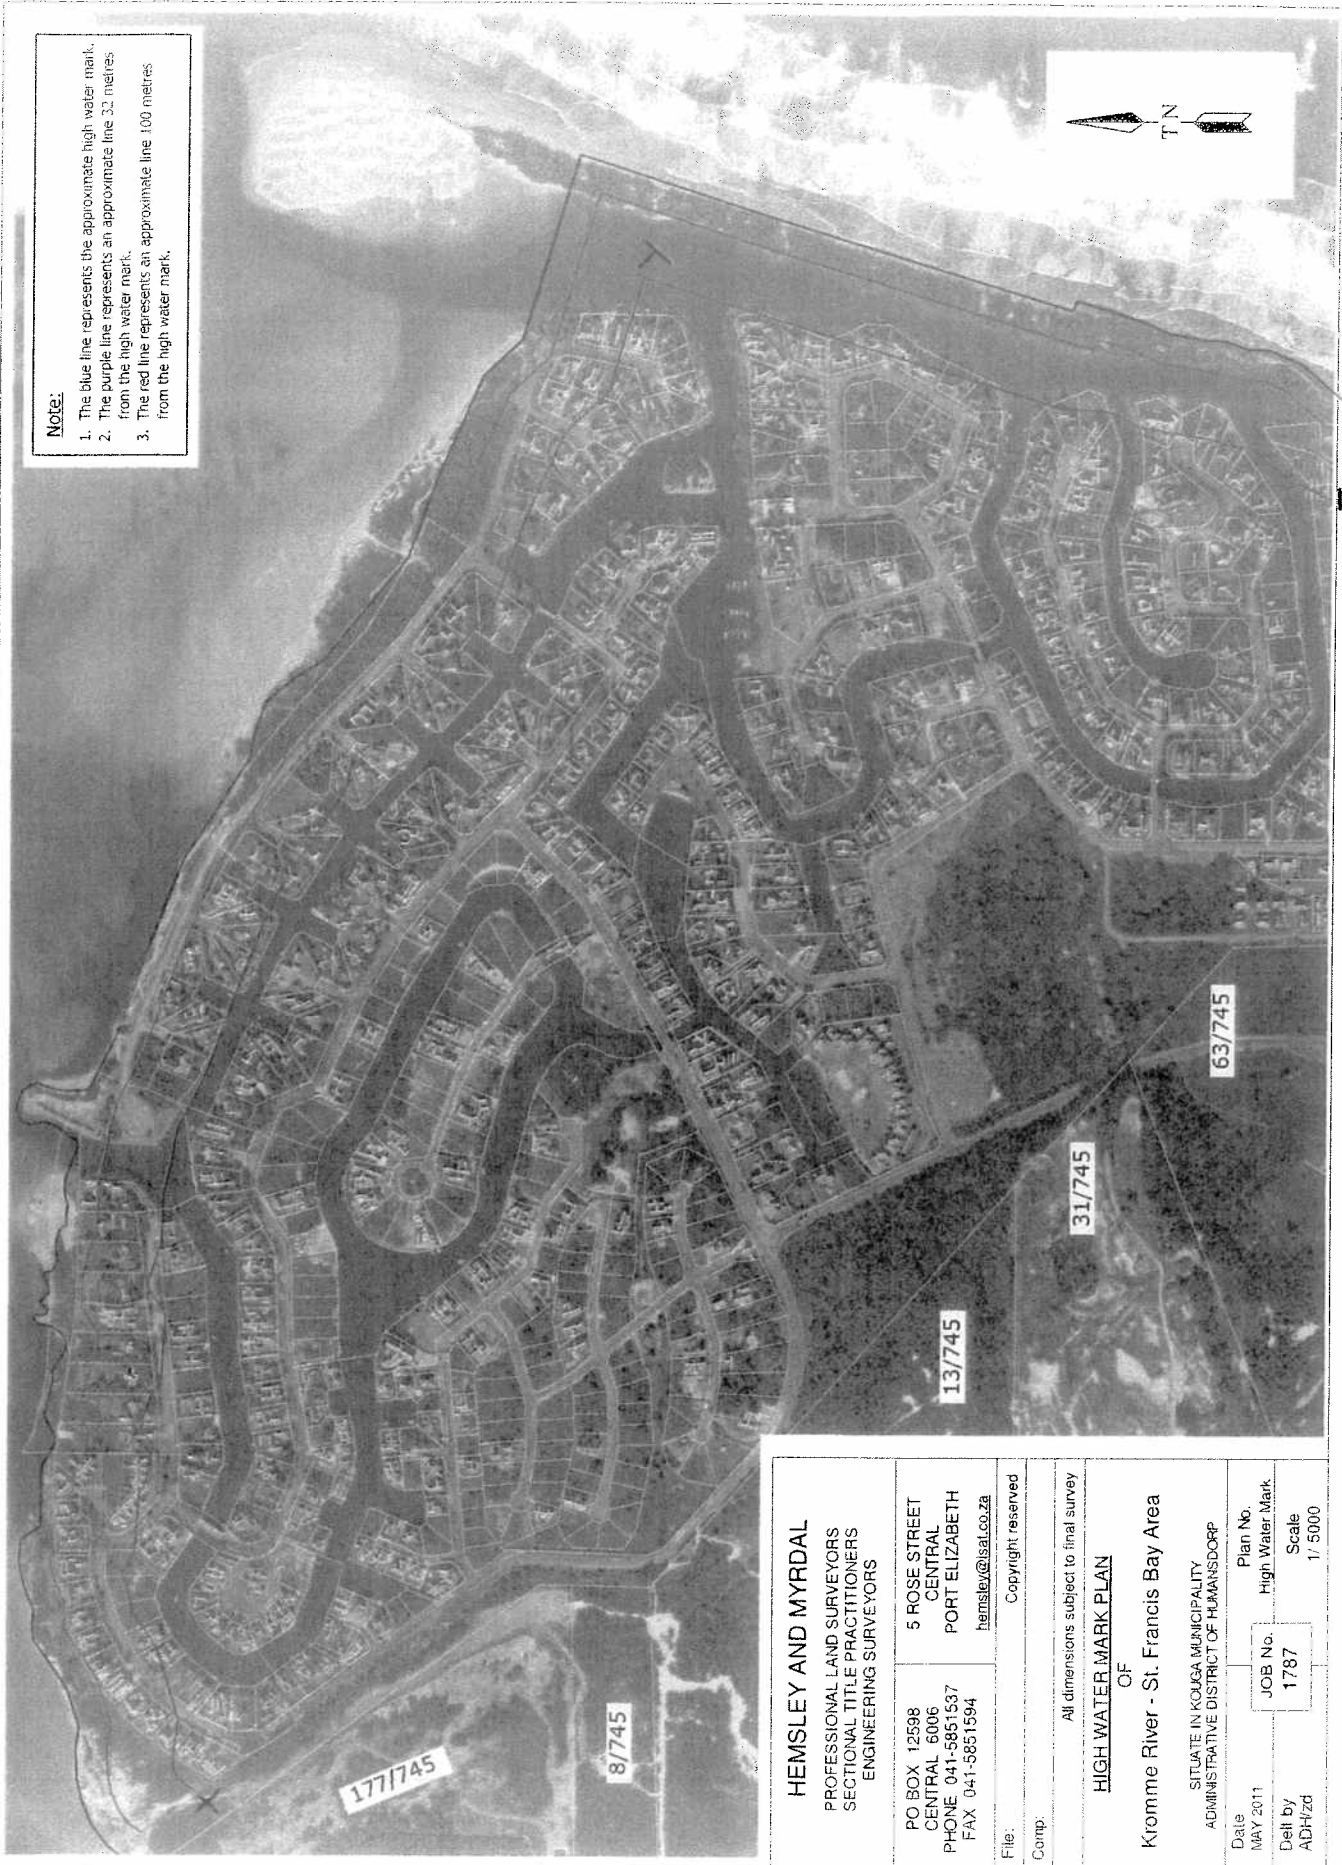 Note:
1. The blue line represents the approximate high water mark.
2. The purple line represents an approximate line 32 metres
from the high water mark.
3. The red line represents an approximate line 100 metres
from the high water mark.
T N
177/745
8/745
13/745
31/745
63/745
HEMSLEY AND MYRDAL
PROFESSIONAL LAND SURVEYORS
SECTIONAL TITLE PRACTITIONERS
ENGINEERING SURVEYORS
PO BOX 12598
CENTRAL 6006
PHONE 041-5851537
FAX 041-5851594
5 ROSE STREET
CENTRAL
PORT ELIZABETH
hemsley@lsat.co.za
File:
Copyright reserved
Comp:
All dimensions subject to final survey
HIGH WATER MARK PLAN
OF
Kromme River - St. Francis Bay Area
SITUATE IN KOUGA MUNICIPALITY
ADMINISTRATIVE DISTRICT OF HUMANSDORP
Date
MAY 2011
Delt by
ADH/zd
JOB No.
1787
Plan No.
High Water Mark
Scale
1/ 5000